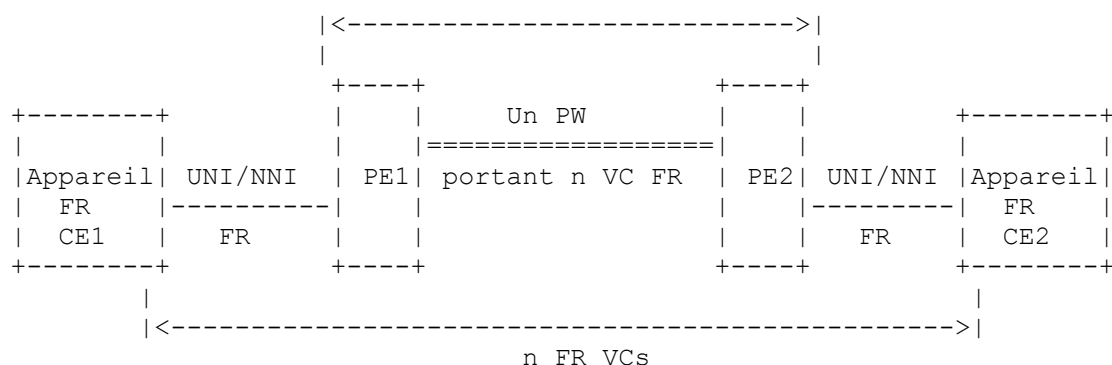 |<---------------------------->|
                   |                              |
                    +----+                  +----+
+---------+         |    |     Un PW        |    |         +--------+
|         |         |    |==================|    |         |        |
|Appareil| UNI/NNI  | PE1| portant n VC FR  | PE2| UNI/NNI |Appareil|
|  FR     |----------|    |                  |    |---------|  FR    |
|  CE1    |   FR     |    |                  |    |   FR    |  CE2   |
+---------+         +----+                  +----+         +--------+
        |                                                   |
        |<------------------------------------------------->|
                                n FR VCs